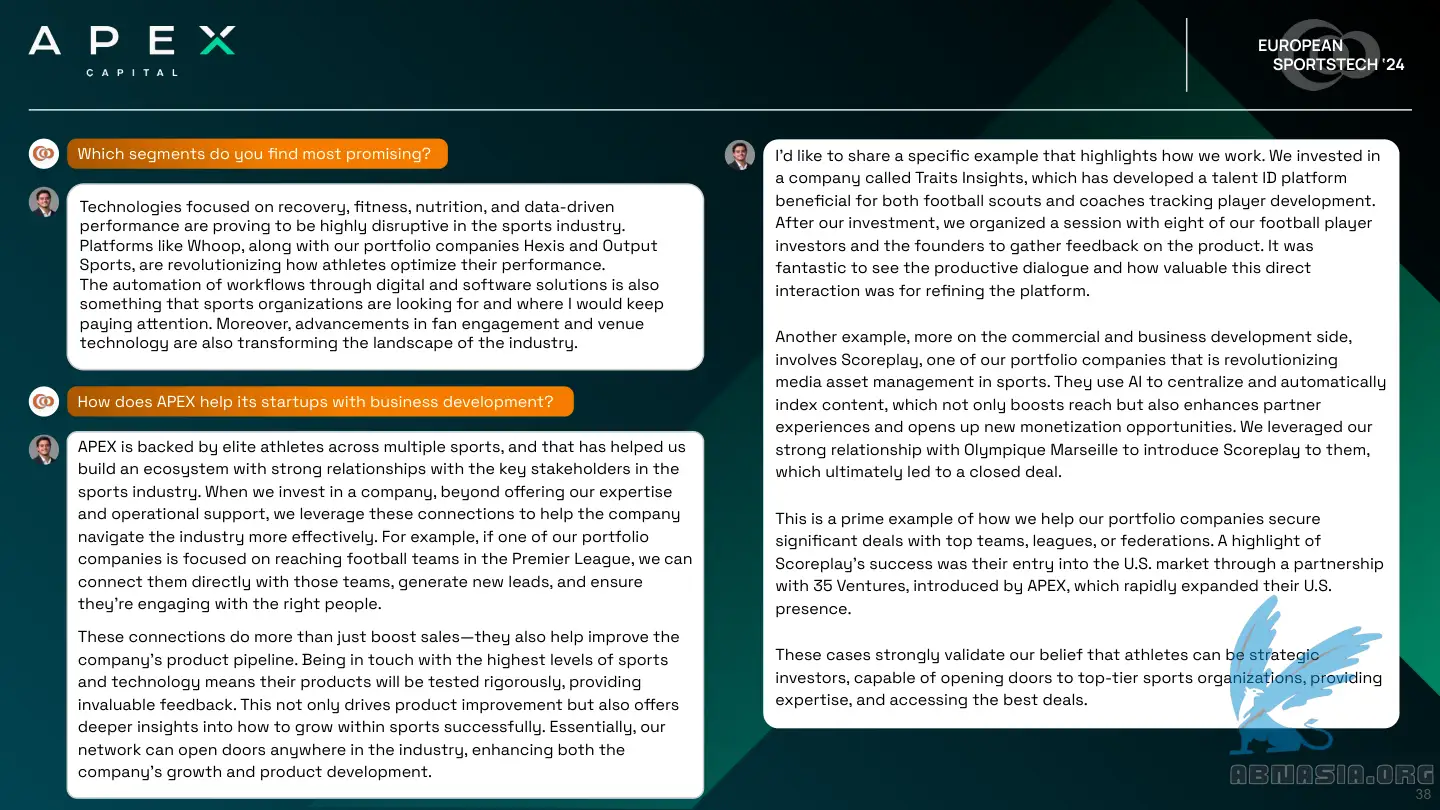 APEX
CAPITAL
EUROPEAN
SPORTSTECH '24
Which segments do you find most promising?
Technologies focused on recovery, fitness, nutrition, and data-driven
performance are proving to be highly disruptive in the sports industry.
Platforms like Whoop, along with our portfolio companies Hexis and Output
Sports, are revolutionizing how athletes optimize their performance.
The automation of workflows through digital and software solutions is also
something that sports organizations are looking for and where I would keep
paying attention. Moreover, advancements in fan engagement and venue
technology are also transforming the landscape of the industry.
How does APEX help its startups with business development?
APEX is backed by elite athletes across multiple sports, and that has helped us
build an ecosystem with strong relationships with the key stakeholders in the
sports industry. When we invest in a company, beyond offering our expertise
and operational support, we leverage these connections to help the company
navigate the industry more effectively. For example, if one of our portfolio
companies is focused on reaching football teams in the Premier League, we can
connect them directly with those teams, generate new leads, and ensure
they're engaging with the right people.
These connections do more than just boost sales—they also help improve the
company's product pipeline. Being in touch with the highest levels of sports
and technology means their products will be tested rigorously, providing
invaluable feedback. This not only drives product improvement but also offers
deeper insights into how to grow within sports successfully. Essentially, our
network can open doors anywhere in the industry, enhancing both the
company's growth and product development.
I'd like to share a specific example that highlights how we work. We invested in
a company called Traits Insights, which has developed a talent ID platform
beneficial for both football scouts and coaches tracking player development.
After our investment, we organized a session with eight of our football player
investors and the founders to gather feedback on the product. It was
fantastic to see the productive dialogue and how valuable this direct
interaction was for refining the platform.
Another example, more on the commercial and business development side,
involves Scoreplay, one of our portfolio companies that is revolutionizing
media asset management in sports. They use AI to centralize and automatically
index content, which not only boosts reach but also enhances partner
experiences and opens up new monetization opportunities. We leveraged our
strong relationship with Olympique Marseille to introduce Scoreplay to them,
which ultimately led to a closed deal.
This is a prime example of how we help our portfolio companies secure
significant deals with top teams, leagues, or federations. A highlight of
Scoreplay's success was their entry into the U.S. market through a partnership
with 35 Ventures, introduced by APEX, which rapidly expanded their U.S.
presence.
These cases strongly validate our belief that athletes can be strategic
investors, capable of opening doors to top-tier sports organizations, providing
expertise, and accessing the best deals.
ABNASIA.ORG
38